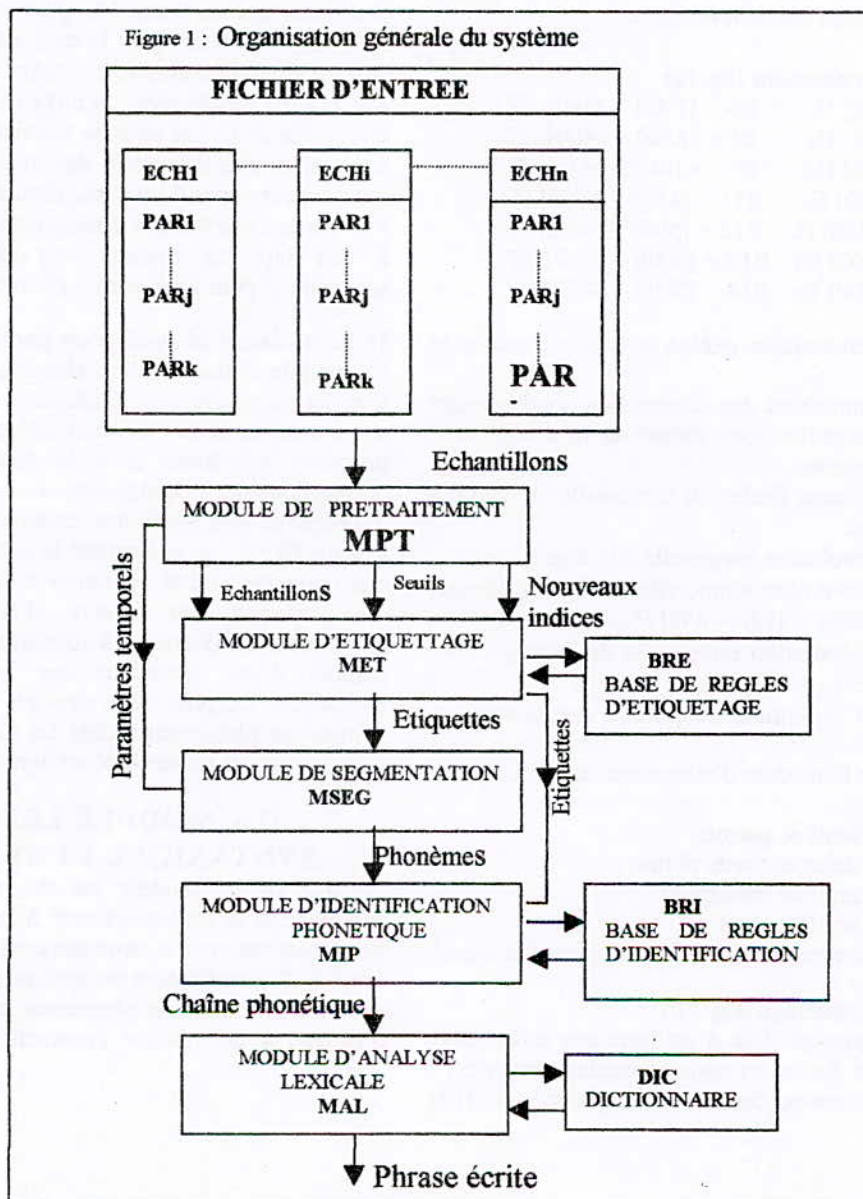 Figure 1 : Organisation générale du système
FICHIER D'ENTREE
ECH1 ECHi ECHn
PAR1 PAR1 PAR1
PARj PARj PARj
PARk PARk PAR
Echantillons
MODULE DE PRETRAITEMENT
MPT
Paramètres temporels
EchantillonS Seuils Nouveaux
indices
MODULE D'ETIQUETTAGE
MET
BRE
BASE DE REGLES
D'ETIQUETAGE
Etiquettes
Etiquettes
MODULE DE SEGMENTATION
MSEG
Phonèmes
MODULE D'IDENTIFICATION
PHONETIQUE
MIP
BRI
BASE DE REGLES
D'IDENTIFICATION
Chaîne phonétique
MODULE D'ANALYSE
LEXICALE
MAL
DIC
DICTIONNAIRE
Phrase écrite